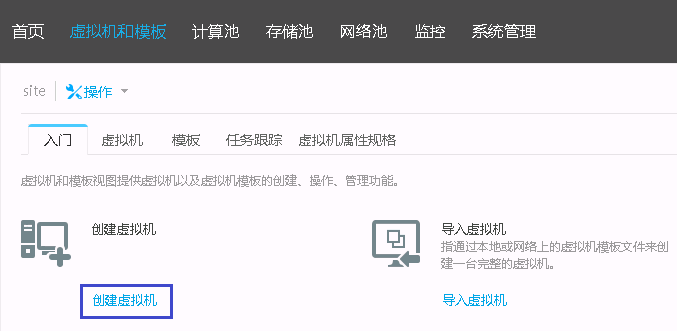 首页 虚拟机和模板 计算池 存储池 网络池 监控 系统管理
site 操作
入门 虚拟机 模板 任务跟踪 虚拟机属性规格
虚拟机和模板视图提供虚拟机以及虚拟机模板的创建、操作、管理功能。
创建虚拟机
创建虚拟机
导入虚拟机
指通过本地或网络上的虚拟机模板文件来创
建一台完整的虚拟机。
导入虚拟机